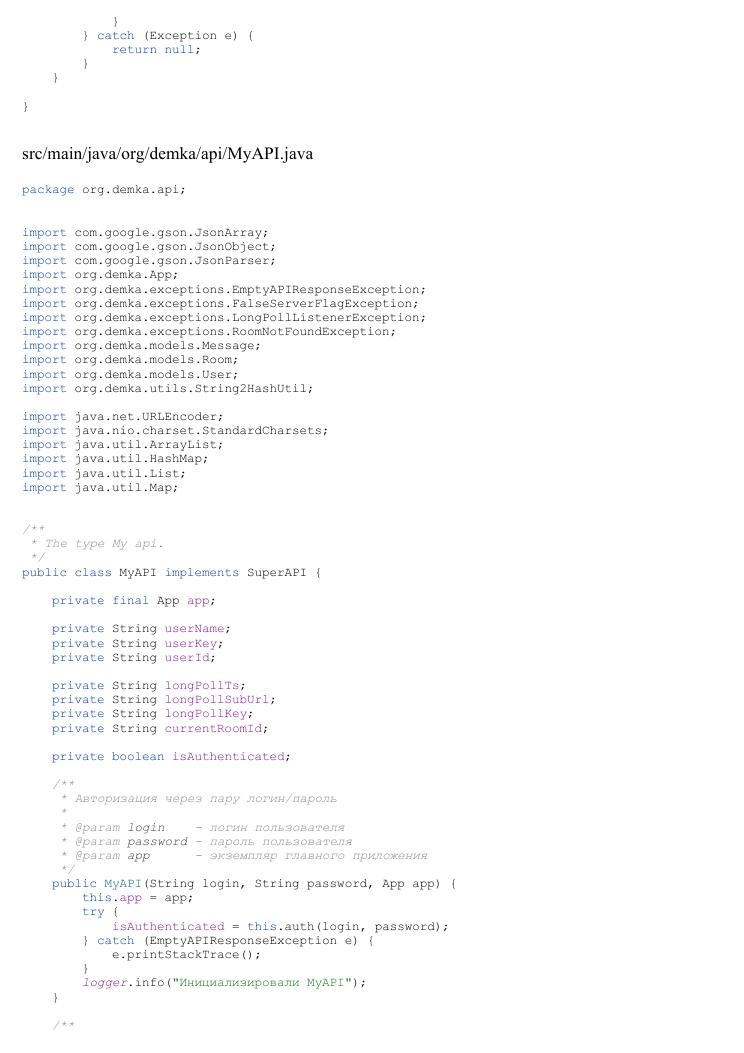 }
        } catch (Exception e) {
            return null;
        }
    }

}

src/main/java/org/demka/api/MyAPI.java

package org.demka.api;


import com.google.gson.JsonArray;
import com.google.gson.JsonObject;
import com.google.gson.JsonParser;
import org.demka.App;
import org.demka.exceptions.EmptyAPIResponseException;
import org.demka.exceptions.FalseServerFlagException;
import org.demka.exceptions.LongPollListenerException;
import org.demka.exceptions.RoomNotFoundException;
import org.demka.models.Message;
import org.demka.models.Room;
import org.demka.models.User;
import org.demka.utils.String2HashUtil;

import java.net.URLEncoder;
import java.nio.charset.StandardCharsets;
import java.util.ArrayList;
import java.util.HashMap;
import java.util.List;
import java.util.Map;


/**
 * The type My api.
 */
public class MyAPI implements SuperAPI {

    private final App app;

    private String userName;
    private String userKey;
    private String userId;

    private String longPollTs;
    private String longPollSubUrl;
    private String longPollKey;
    private String currentRoomId;

    private boolean isAuthenticated;

    /**
     * Авторизация через пару логин/пароль
     *
     * @param login    - логин пользователя
     * @param password - пароль пользователя
     * @param app      - экземпляр главного приложения
     */
    public MyAPI(String login, String password, App app) {
        this.app = app;
        try {
            isAuthenticated = this.auth(login, password);
        } catch (EmptyAPIResponseException e) {
            e.printStackTrace();
        }
        logger.info("Инициализировали MyAPI");
    }

    /**